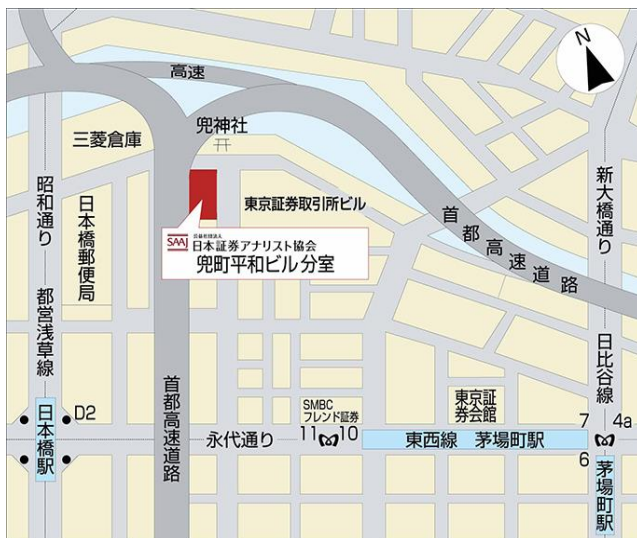 N
高速
兜神社
三菱倉庫
新大橋通り
昭和通り
日本橋郵便局
東京証券取引所ビル
首都高速道路
SAAJ
公益社団法人
日本証券アナリスト協会
兜町平和ビル分室
都営浅草線
日比谷線
首都高速道路
東京証
券会館
SMBC
フレンド証券
日本橋駅
D2
永代通り
11
10
東西線 茅場町駅
7
4a
6
茅場町駅